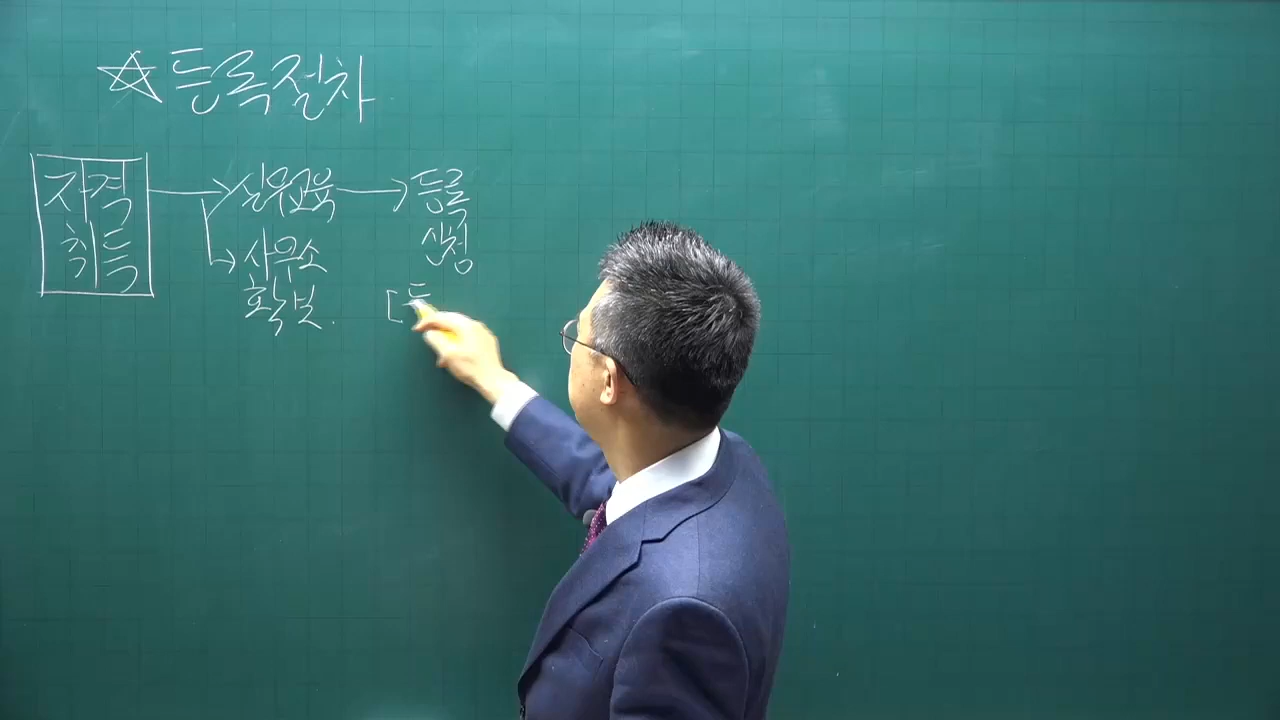 ☆등록절차
자격
취득
→실무교육→등록
신청
→사무소
확보.
[등